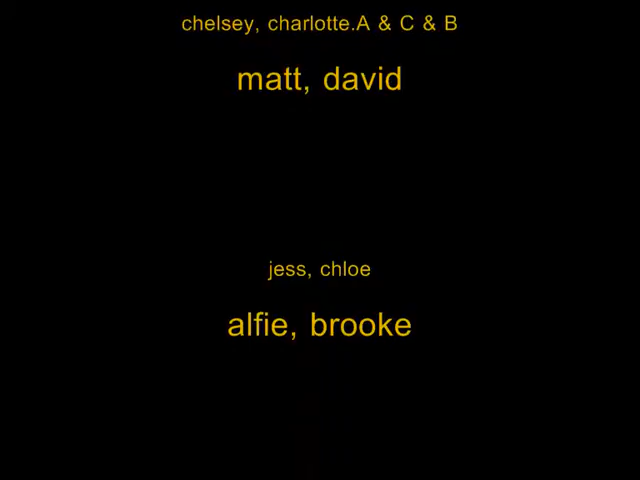 chelsey, charlotte.A & C & B
matt, david
jess, chloe
alfie, brooke